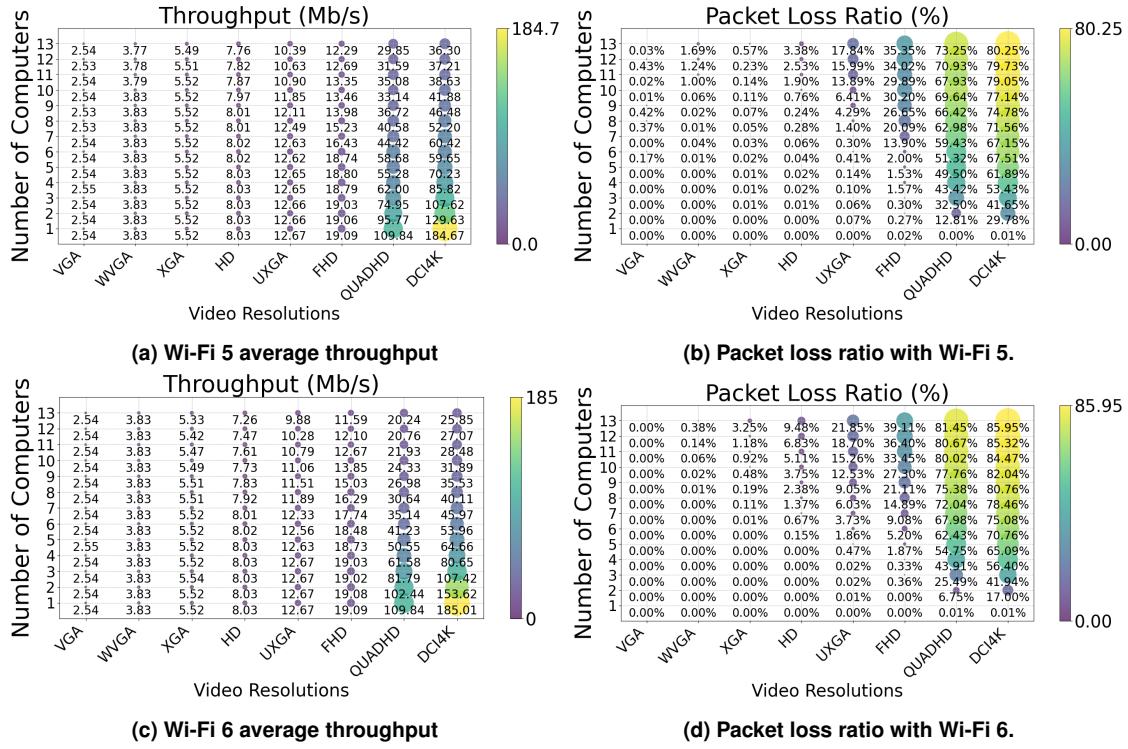 Throughput (Mb/s)
Number of Computers
13 2.54 3.77 5.49 7.76 10.39 12.29 29.85 36.30
12 2.53 3.78 5.51 7.82 10.63 12.69 31.59 37.21
11 2.54 3.79 5.52 7.87 10.90 13.35 35.08 38.63
10 2.54 3.83 5.52 7.97 11.85 13.46 33.14 41.88
9 2.53 3.83 5.52 8.01 12.11 13.98 36.72 46.48
8 2.53 3.83 5.52 8.01 12.49 15.23 40.58 52.20
7 2.54 3.83 5.52 8.01 12.63 16.43 44.42 60.42
6 2.54 3.83 5.52 8.02 12.62 18.74 58.68 59.65
5 2.54 3.83 5.52 8.03 12.65 18.80 55.28 70.23
4 2.55 3.83 5.52 8.03 12.65 18.79 62.00 85.82
3 2.54 3.83 5.52 8.03 12.66 19.03 74.95 107.62
2 2.54 3.83 5.52 8.03 12.66 19.06 95.77 129.63
1 2.54 3.83 5.52 8.03 12.67 19.09 109.84 184.67
VGA WVGA XGA HD UXGA FHD QUADHD DCI4K
Video Resolutions
184.7
0.0
(a) Wi-Fi 5 average throughput
Packet Loss Ratio (%)
Number of Computers
13 0.03% 1.69% 0.57% 3.38% 17.84% 35.35% 73.25% 80.25%
12 0.43% 1.24% 0.23% 2.53% 15.99% 34.02% 70.93% 79.73%
11 0.02% 1.00% 0.14% 1.90% 13.89% 29.89% 67.93% 79.05%
10 0.01% 0.06% 0.11% 0.76% 6.41% 30.20% 69.64% 77.14%
9 0.42% 0.02% 0.07% 0.24% 4.29% 26.65% 66.42% 74.78%
8 0.37% 0.01% 0.05% 0.28% 1.40% 20.09% 62.98% 71.56%
7 0.00% 0.04% 0.03% 0.06% 0.30% 13.90% 59.43% 67.15%
6 0.17% 0.01% 0.02% 0.04% 0.41% 2.00% 51.32% 67.51%
5 0.00% 0.00% 0.01% 0.02% 0.14% 1.53% 49.50% 61.89%
4 0.00% 0.00% 0.01% 0.02% 0.10% 1.57% 43.42% 53.43%
3 0.00% 0.00% 0.01% 0.01% 0.06% 0.30% 32.50% 41.65%
2 0.00% 0.00% 0.00% 0.00% 0.07% 0.27% 12.81% 29.78%
1 0.00% 0.00% 0.00% 0.00% 0.00% 0.02% 0.00% 0.01%
VGA WVGA XGA HD UXGA FHD QUADHD DCI4K
Video Resolutions
80.25
0.00
(b) Packet loss ratio with Wi-Fi 5.
Throughput (Mb/s)
Number of Computers
13 2.54 3.83 5.33 7.26 9.88 11.59 20.24 25.85
12 2.54 3.83 5.42 7.47 10.28 12.10 20.76 27.07
11 2.54 3.83 5.47 7.61 10.79 12.67 21.93 28.48
10 2.54 3.83 5.49 7.73 11.06 13.85 24.33 31.89
9 2.54 3.83 5.51 7.83 11.51 15.03 26.98 35.53
8 2.54 3.83 5.51 7.92 11.89 16.29 30.64 40.11
7 2.54 3.83 5.52 8.01 12.33 17.74 35.14 45.97
6 2.54 3.83 5.52 8.02 12.56 18.48 41.23 53.96
5 2.55 3.83 5.52 8.03 12.63 18.73 50.55 64.66
4 2.54 3.83 5.52 8.03 12.67 19.03 61.58 80.65
3 2.54 3.83 5.54 8.03 12.67 19.02 81.79 107.42
2 2.54 3.83 5.52 8.03 12.67 19.08 102.44 153.62
1 2.54 3.83 5.52 8.03 12.67 19.09 109.84 185.01
VGA WVGA XGA HD UXGA FHD QUADHD DCI4K
Video Resolutions
185
0
(c) Wi-Fi 6 average throughput
Packet Loss Ratio (%)
Number of Computers
13 0.00% 0.38% 3.25% 9.48% 21.85% 39.11% 81.45% 85.95%
12 0.00% 0.14% 1.18% 6.83% 18.70% 36.40% 80.67% 85.32%
11 0.00% 0.06% 0.92% 5.11% 15.26% 33.45% 80.02% 84.47%
10 0.00% 0.02% 0.48% 3.75% 12.53% 27.30% 77.76% 82.04%
9 0.00% 0.01% 0.19% 2.38% 9.05% 21.11% 75.38% 80.76%
8 0.00% 0.00% 0.11% 1.37% 6.03% 14.89% 72.04% 78.46%
7 0.00% 0.00% 0.01% 0.67% 3.73% 9.08% 67.98% 75.08%
6 0.00% 0.00% 0.00% 0.15% 1.86% 5.20% 62.43% 70.76%
5 0.00% 0.00% 0.00% 0.00% 0.47% 1.87% 54.75% 65.09%
4 0.00% 0.00% 0.00% 0.00% 0.02% 0.33% 43.91% 56.40%
3 0.00% 0.00% 0.00% 0.00% 0.02% 0.36% 25.49% 41.94%
2 0.00% 0.00% 0.00% 0.00% 0.01% 0.00% 6.75% 17.00%
1 0.00% 0.00% 0.00% 0.00% 0.00% 0.00% 0.01% 0.01%
VGA WVGA XGA HD UXGA FHD QUADHD DCI4K
Video Resolutions
85.95
0.00
(d) Packet loss ratio with Wi-Fi 6.